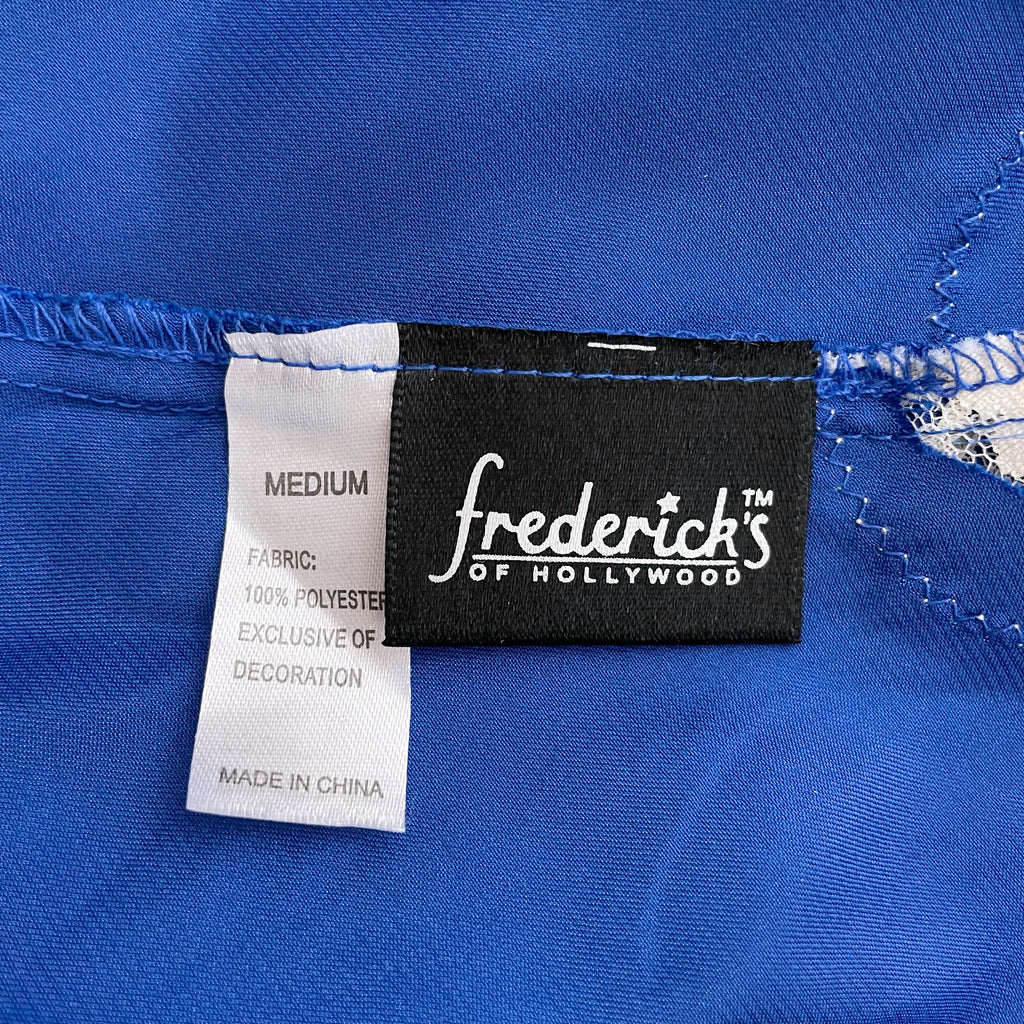 MEDIUM
FABRIC:
100% POLYESTER
EXCLUSIVE OF
DECORATION
MADE IN CHINA
frederick's™
OF HOLLYWOOD